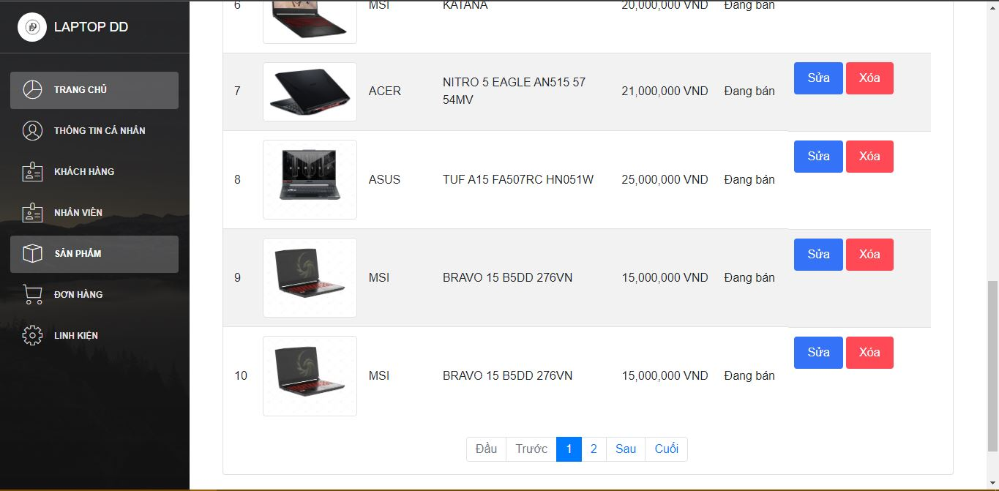 LAPTOP DD
TRANG CHỦ
THÔNG TIN CÁ NHÂN
KHÁCH HÀNG
NHÂN VIÊN
SẢN PHẨM
ĐƠN HÀNG
LINH KIỆN
6 MSI KATANA 20,000,000 VND Đang bán
7 ACER NITRO 5 EAGLE AN515 57 21,000,000 VND Đang bán Sửa Xóa
54MV
8 ASUS TUF A15 FA507RC HN051W 25,000,000 VND Đang bán Sửa Xóa
9 MSI BRAVO 15 B5DD 276VN 15,000,000 VND Đang bán Sửa Xóa
10 MSI BRAVO 15 B5DD 276VN 15,000,000 VND Đang bán Sửa Xóa
Đầu Trước 1 2 Sau Cuối